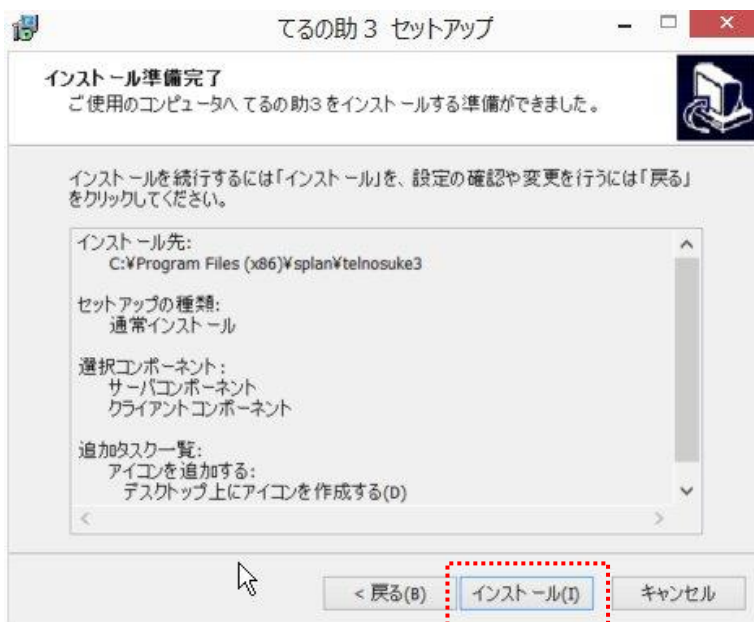 てるの助３ セットアップ
インストール準備完了
ご使用のコンピュータへ てるの助3 をインストールする準備ができました。
インストールを続行するには「インストール」を、設定の確認や変更を行うには「戻る」
をクリックしてください。
インストール先:
C:¥Program Files (x86)¥splan¥telnosuke3
セットアップの種類:
通常インストール
選択コンポーネント:
サーバコンポーネント
クライアントコンポーネント
追加タスク一覧:
アイコンを追加する:
デスクトップ上にアイコンを作成する(D)
< 戻る(B) インストール(I) キャンセル